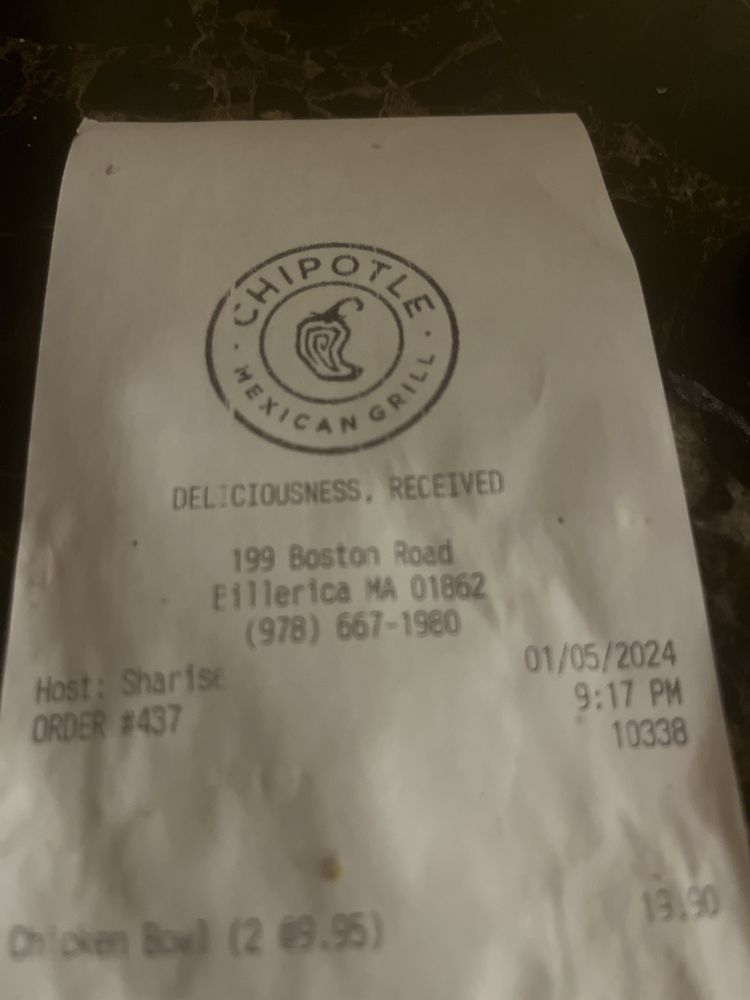 CHIPOTLE
MEXICAN GRILL
DELICIOUSNESS, RECEIVED
199 Boston Road
Billerica MA 01862
(978) 667-1980
Host: Sharise 01/05/2024
ORDER #437 9:17 PM
10338
Chicken Bowl (2 @9.95) 19.90